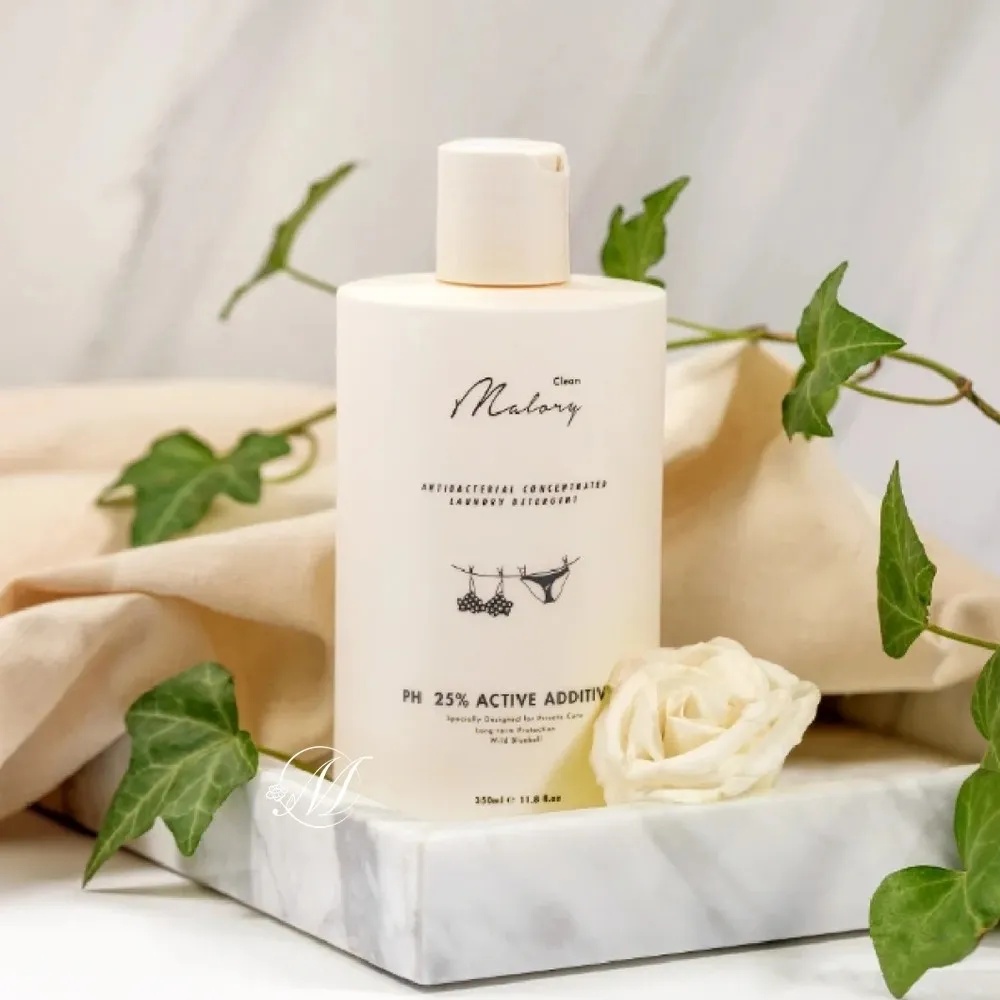 Clean
Malory
ANTIBACTERIAL CONCENTRATED
LAUNDRY DETERGENT
PH 25% ACTIVE ADDITIV
Specially Designed for Private Care
Long-term Protection
Wild Bluebell
350ml ℮ 11.8 fl.oz
M